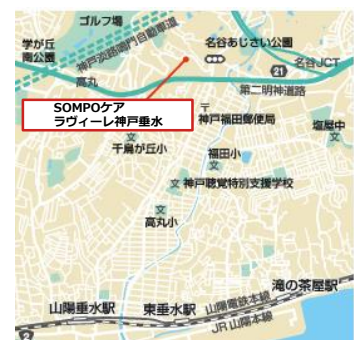 ゴルフ場
学が丘
南公園
神戸淡路鳴門自動車道
名谷あじさい公園
名谷JCT
21
高丸
第二神明道路
SOMPOケア
ラヴィーレ神戸垂水
〒
神戸福田郵便局
塩屋中
文
文
千鳥が丘小
福田小
文
文 神戸聴覚特別支援学校
文
高丸小
滝の茶屋駅
山陽垂水駅
東垂水駅
山陽電鉄本線
JR山陽本線
2